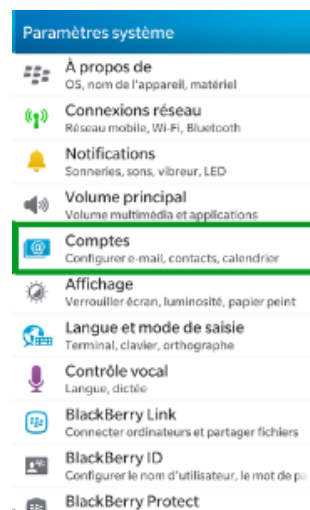 Paramètres système
À propos de
OS, nom de l'appareil, matériel
Connexions réseau
Réseau mobile, Wi-Fi, Bluetooth
Notifications
Sonneries, sons, vibreur, LED
Volume principal
Volume multimédia et applications
Comptes
Configurer e-mail, contacts, calendrier
Affichage
Verrouiller écran, luminosité, papier peint
Langue et mode de saisie
Terminal, clavier, orthographe
Contrôle vocal
Langue, dictée
BlackBerry Link
Connecter ordinateurs et partager fichiers
BlackBerry ID
Configurer le nom d'utilisateur, le mot de
BlackBerry Protect